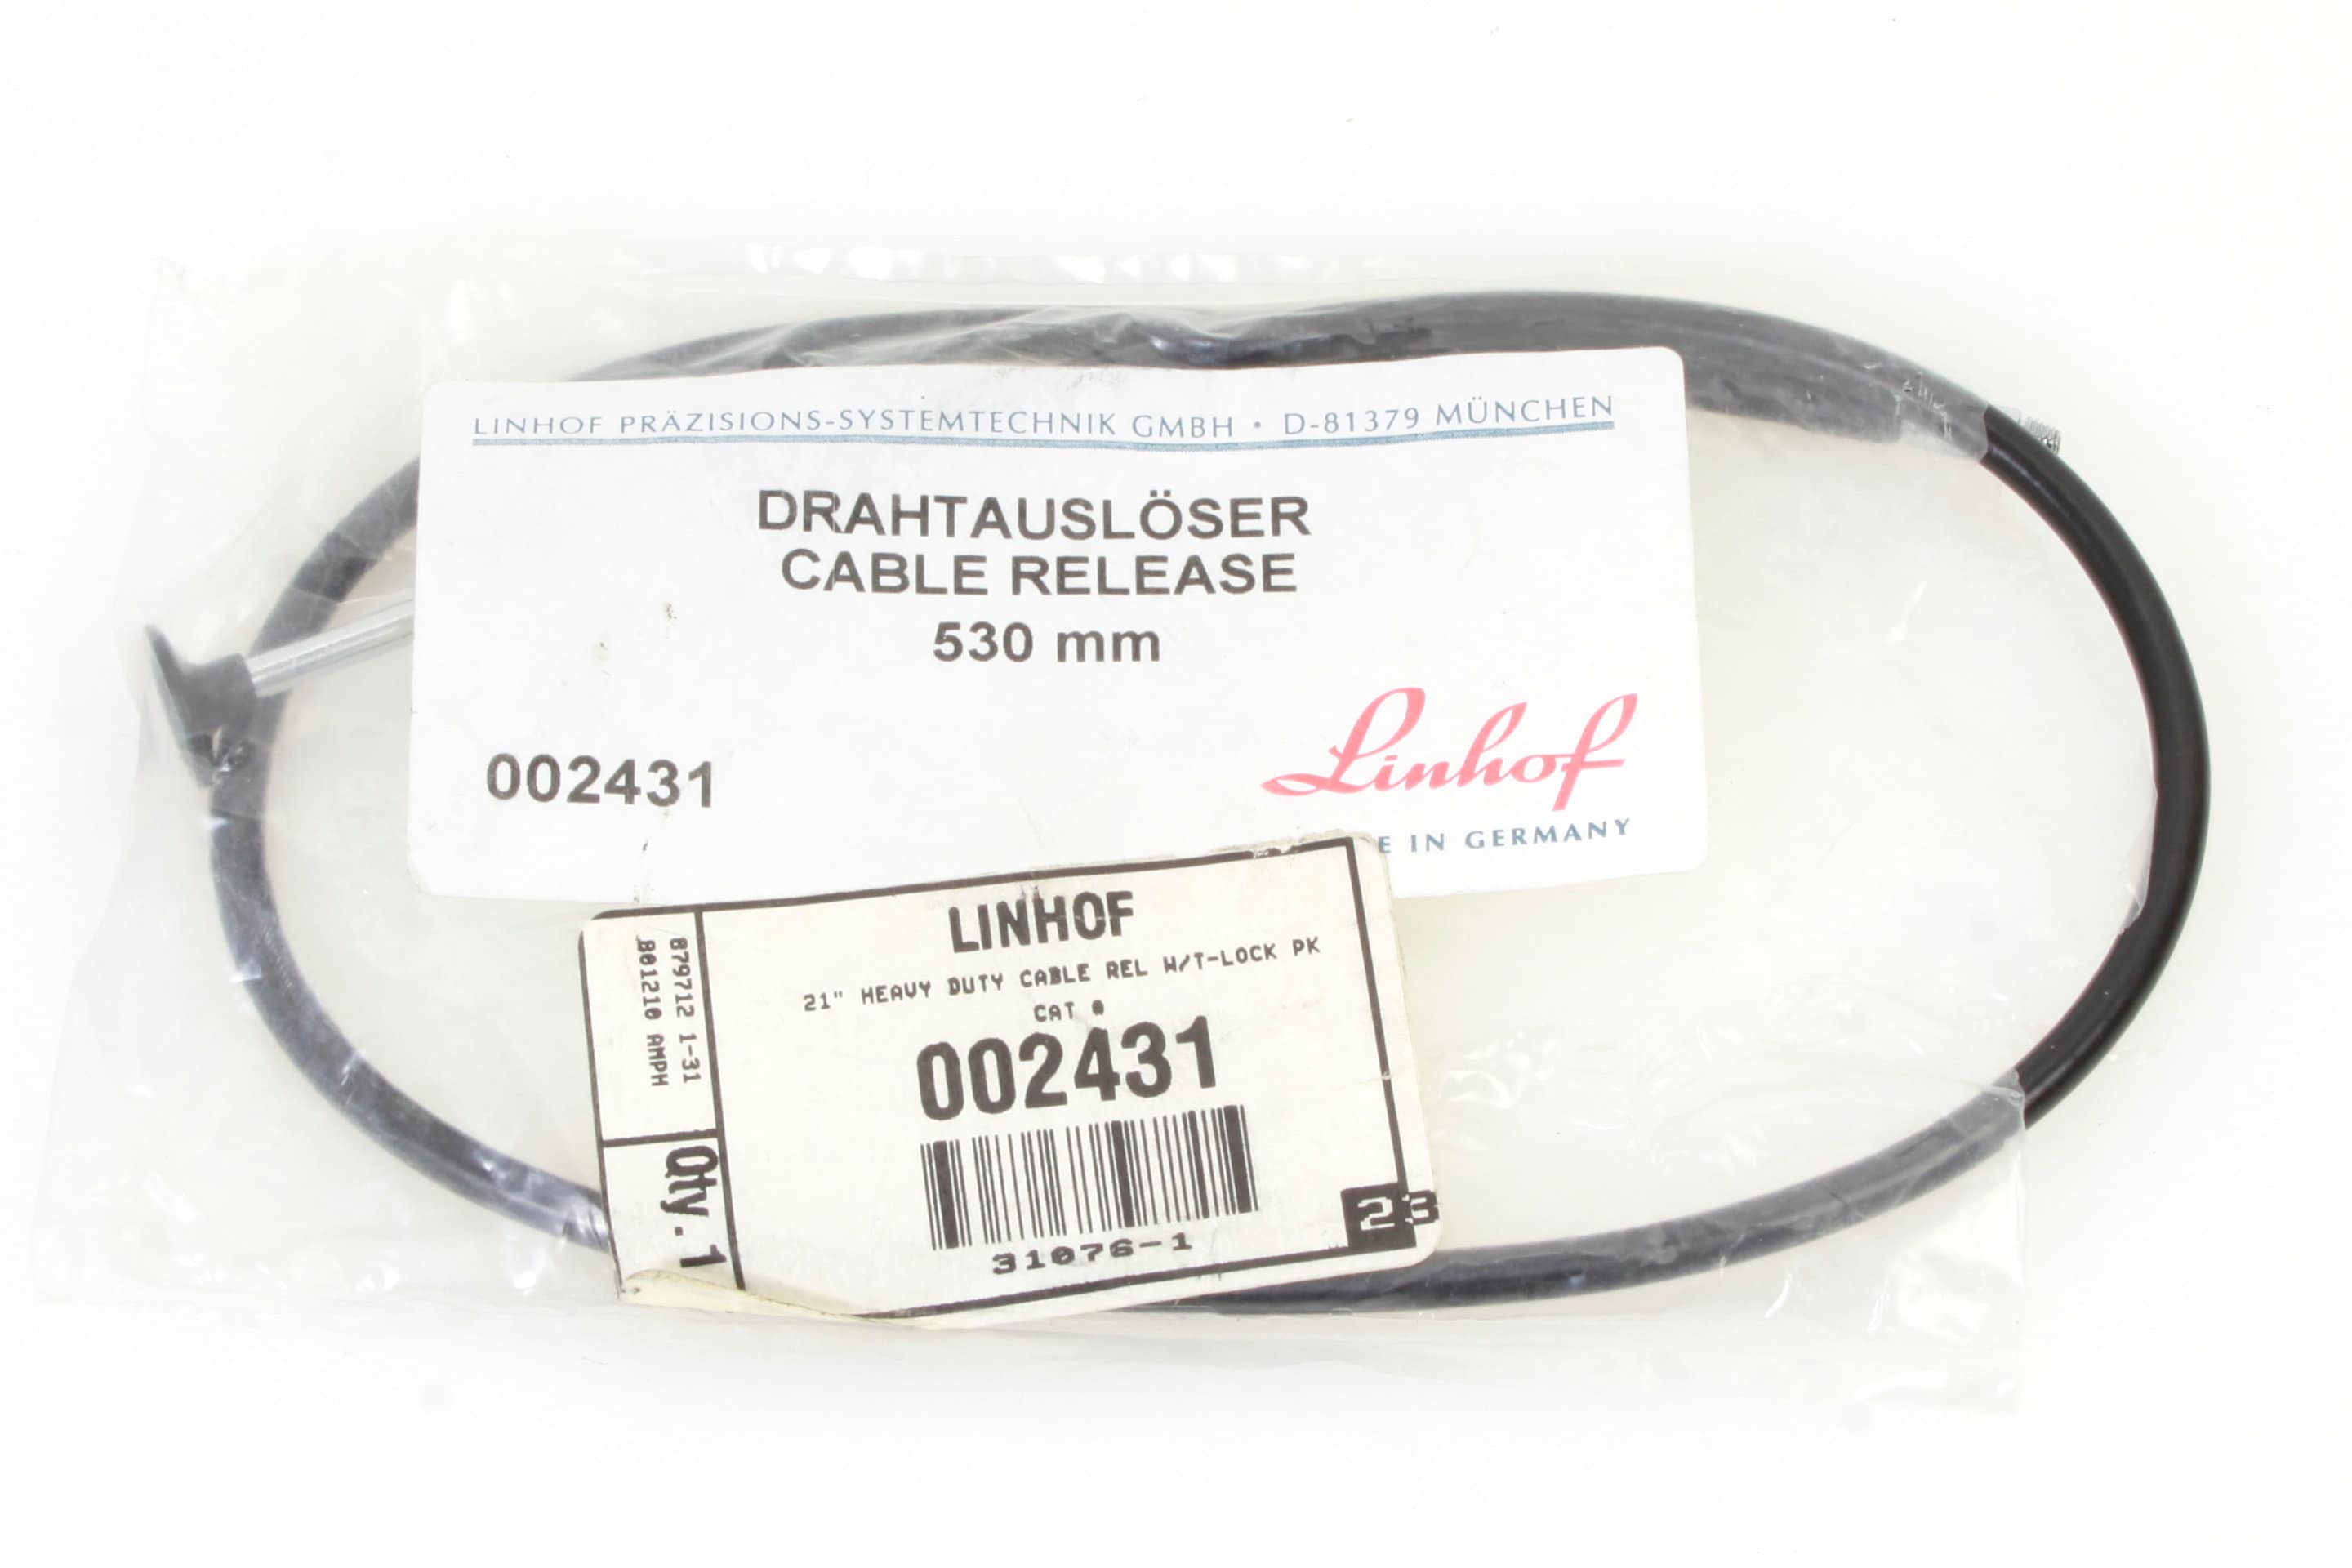 LINHOF PRÄZISIONS-SYSTEMTECHNIK GMBH • D-81379 MÜNCHEN
DRAHTAUSLÖSER
CABLE RELEASE
530 mm
002431
Linhof
E IN GERMANY
LINHOF
21" HEAVY DUTY CABLE REL W/T-LOCK PK
CAT #
002431
31076-1
23
879712 1-31
B01210 AMPH
Qty. 1